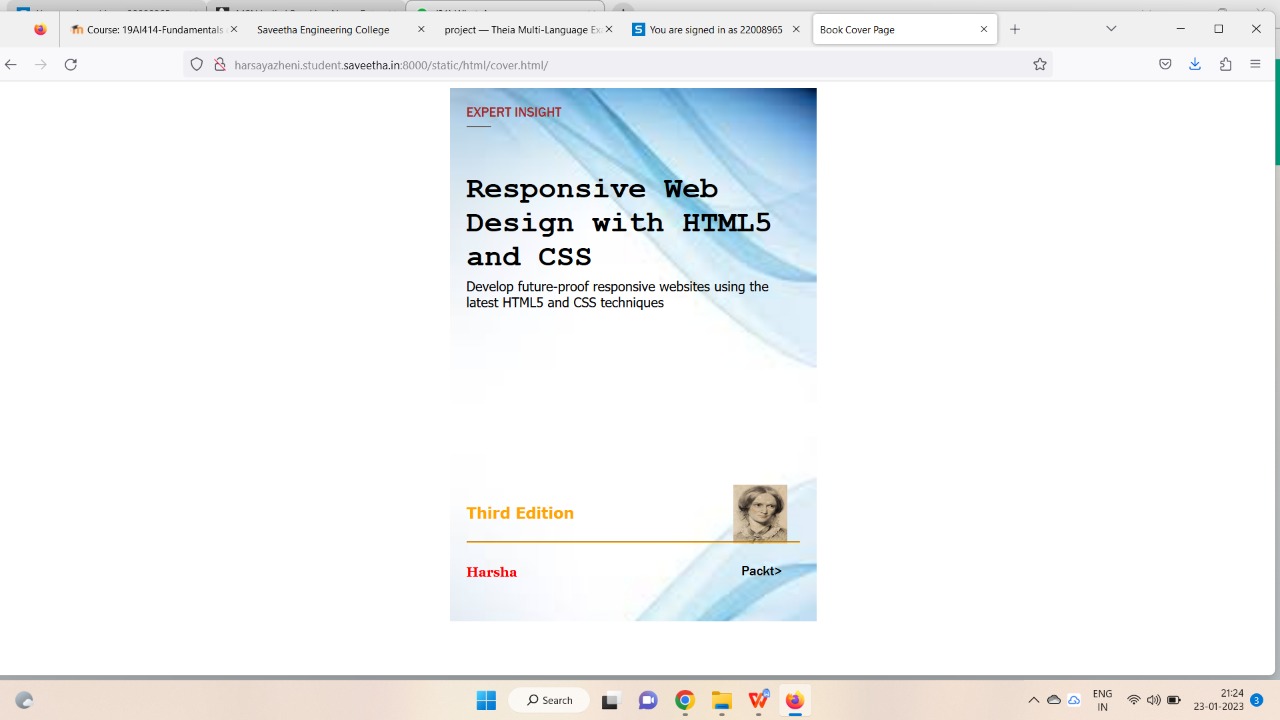 Course: 19AI414-Fundamentals
Saveetha Engineering College
project — Theia Multi-Language Ex
S
You are signed in as 22008965
Book Cover Page
harsayazheni.student.saveetha.in:8000/static/html/cover.html/
EXPERT INSIGHT
Responsive Web
Design with HTML5
and CSS
Develop future-proof responsive websites using the
latest HTML5 and CSS techniques
Third Edition
Harsha
Packt>
Search
ENG
IN
21:24
23-01-2023
3